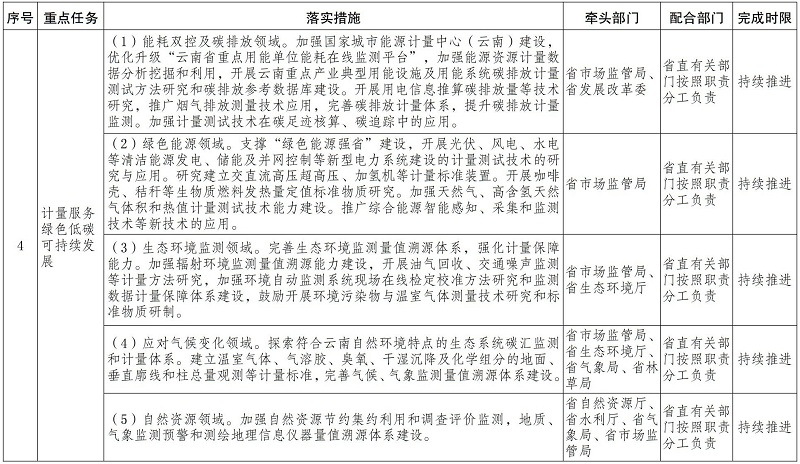 序号 重点任务 落实措施 牵头部门 配合部门 完成时限
4
计量服务
绿色低碳
可持续发
展
（1）能耗双控及碳排放领域。加强国家城市能源计量中心（云南）建设，
优化升级“云南省重点用能单位能耗在线监测平台”，加强能源资源计量数
据分析挖掘和利用，开展云南重点产业典型用能设施及用能系统碳排放计量
测试方法研究和碳排放参考数据库建设。开展用电信息推算碳排放量等技术
研究，推广烟气排放测量技术应用，完善碳排放计量体系，提升碳排放计量
监测。加强计量测试技术在碳足迹核算、碳追踪中的应用。
省市场监管局、
省发展改革委
省直有关部
门按照职责
分工负责
持续推进
（2）绿色能源领域。支撑“绿色能源强省”建设，开展光伏、风电、水电
等清洁能源发电、储能及并网控制等新型电力系统建设的计量测试技术的研
究与应用。研究建立交直流高压超高压、加氢机等计量标准装置。开展咖啡
壳、秸秆等生物质燃料发热量定值标准物质研究。加强天然气、高含氢天然
气体积和热值计量测试技术能力建设。推广综合能源智能感知、采集和监测
技术等新技术的应用。
省市场监管局
省直有关部
门按照职责
分工负责
持续推进
（3）生态环境监测领域。完善生态环境监测量值溯源体系，强化计量保障
能力。加强辐射环境监测量值溯源能力建设，开展油气回收、交通噪声监测
等计量方法研究，加强环境自动监测系统现场在线检定校准方法研究和监测
数据计量保障体系建设，鼓励开展环境污染物与温室气体测量技术研究和标
准物质研制。
省市场监管局、
省生态环境厅
省直有关部
门按照职责
分工负责
持续推进
（4）应对气候变化领域。探索符合云南自然环境特点的生态系统碳汇监测
和计量体系。建立温室气体、气溶胶、臭氧、干湿沉降及化学组分的地面、
垂直廓线和柱总量观测等计量标准，完善气候、气象监测量值溯源体系建设。
省市场监管局、
省生态环境厅、
省气象局、省林
草局
省直有关部
门按照职责
分工负责
持续推进
（5）自然资源领域。加强自然资源节约集约利用和调查评价监测，地质、
气象监测预警和测绘地理信息仪器量值溯源体系建设。
省自然资源厅、
省水利厅、省气
象局、省市场监
管局
省直有关部
门按照职责
分工负责
持续推进